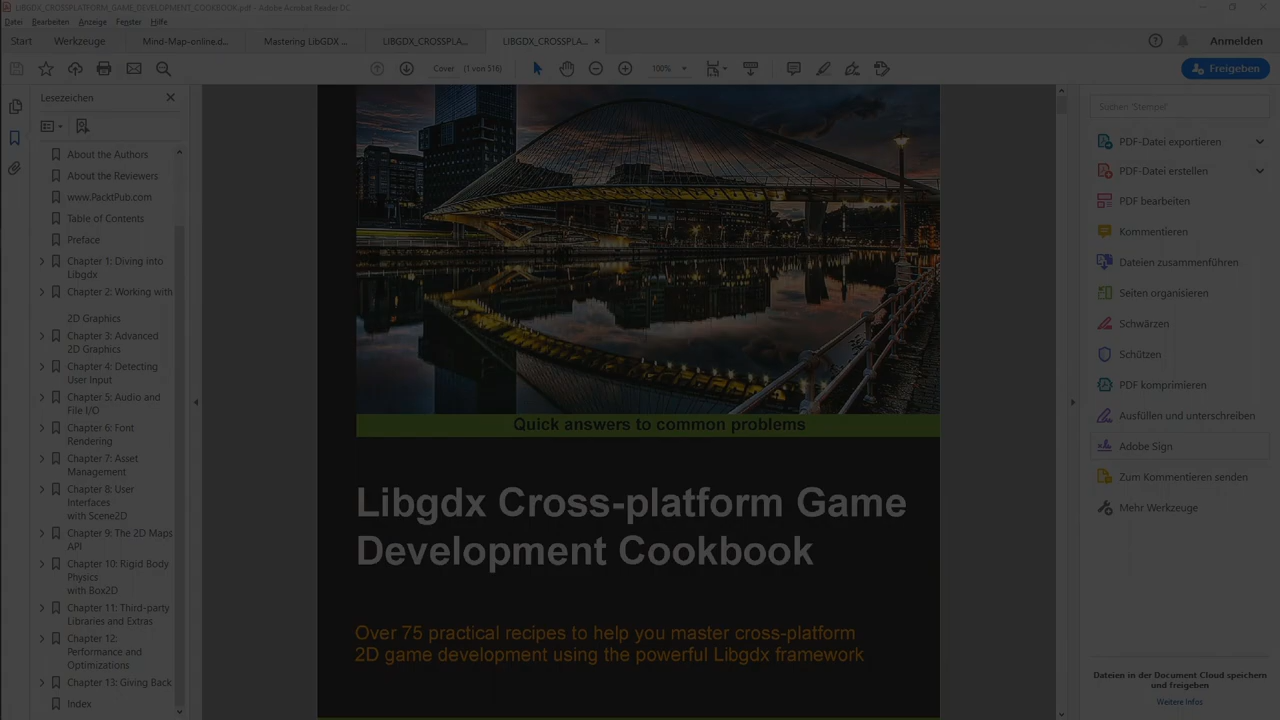 LIBGDX_CROSSPLATFORM_GAME_DEVELOPMENT_COOKBOOK.pdf - Adobe Acrobat Reader DC
Datei Bearbeiten Anzeige Fenster Hilfe
Start Werkzeuge Mind-Map-online.d... Mastering LibGDX ... LIBGDX_CROSSPLA... LIBGDX_CROSSPLA... Anmelden
Cover (1 von 516) 100% Freigeben
Lesezeichen
About the Authors
About the Reviewers
www.PacktPub.com
Table of Contents
Preface
Chapter 1: Diving into
Libgdx
Chapter 2: Working with
2D Graphics
Chapter 3: Advanced
2D Graphics
Chapter 4: Detecting
User Input
Chapter 5: Audio and
File I/O
Chapter 6: Font
Rendering
Chapter 7: Asset
Management
Chapter 8: User
Interfaces
with Scene2D
Chapter 9: The 2D Maps
API
Chapter 10: Rigid Body
Physics
with Box2D
Chapter 11: Third-party
Libraries and Extras
Chapter 12:
Performance and
Optimizations
Chapter 13: Giving Back
Index
Quick answers to common problems
Libgdx Cross-platform Game
Development Cookbook
Over 75 practical recipes to help you master cross-platform
2D game development using the powerful Libgdx framework
Suchen 'Stempel'
PDF-Datei exportieren
PDF-Datei erstellen
PDF bearbeiten
Kommentieren
Dateien zusammenführen
Seiten organisieren
Schwärzen
Schützen
PDF komprimieren
Ausfüllen und unterschreiben
Adobe Sign
Zum Kommentieren senden
Mehr Werkzeuge
Dateien in der Document Cloud speichern
und freigeben
Weitere Infos